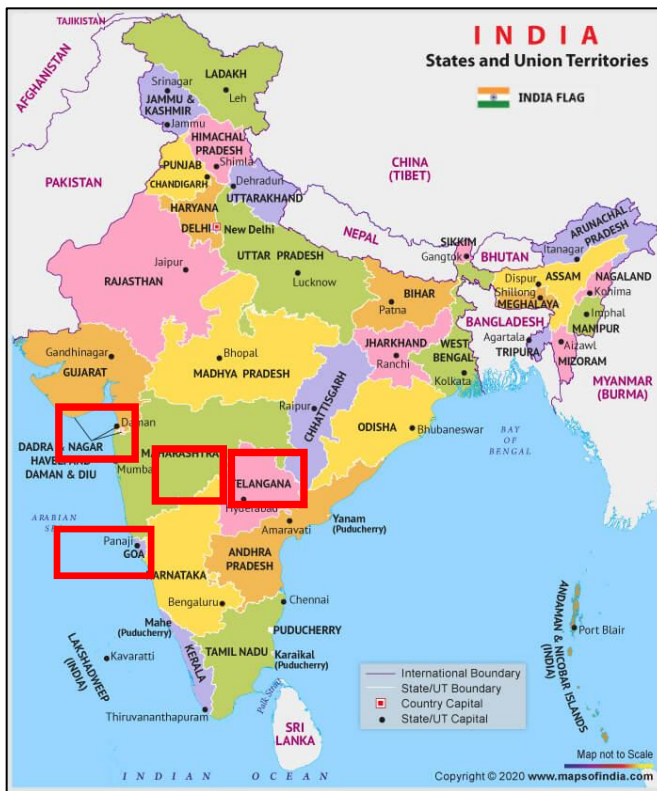 INDIA
States and Union Territories
INDIA FLAG
TAJIKISTAN
AFGHANISTAN
LADAKH
Srinagar
Leh
JAMMU &
KASHMIR
Jammu
HIMACHAL
PRADESH
Shimla
PUNJAB
CHANDIGARH
Dehradun
UTTARAKHAND
CHINA
(TIBET)
PAKISTAN
HARYANA
DELHI
New Delhi
NEPAL
SIKKIM
Gangtok
BHUTAN
ARUNACHAL
PRADESH
Itanagar
UTTAR PRADESH
Lucknow
Jaipur
RAJASTHAN
BIHAR
Patna
Dispur
ASSAM
NAGALAND
Kohima
Shillong
MEGHALAYA
Imphal
MANIPUR
BANGLADESH
Agartala
TRIPURA
Aizawl
MIZORAM
MYANMAR
(BURMA)
Gandhinagar
GUJARAT
Bhopal
MADHYA PRADESH
JHARKHAND
Ranchi
WEST
BENGAL
Kolkata
Raipur
CHHATTISGARH
ODISHA
Bhubaneswar
BAY
OF
BENGAL
Daman
DADRA & NAGAR
DAMAN & DIU
TELANGANA
Hyderabad
ARABIAN
Amaravati
Yanam
(Puducherry)
Panaji
GOA
ANDHRA
PRADESH
Bengaluru
Chennai
Mahe
(Puducherry)
PUDUCHERRY
TAMIL NADU
Karaikal
(Puducherry)
KERALA
LAKSHADWEEP
(INDIA)
Kavaratti
Thiruvananthapuram
Palk Strait
SRI
LANKA
ANDAMAN & NICOBAR ISLANDS
(INDIA)
Port Blair
International Boundary
State/UT Boundary
Country Capital
State/UT Capital
INDIAN OCEAN
Map not to Scale
Copyright © 2020 www.mapsofindia.com